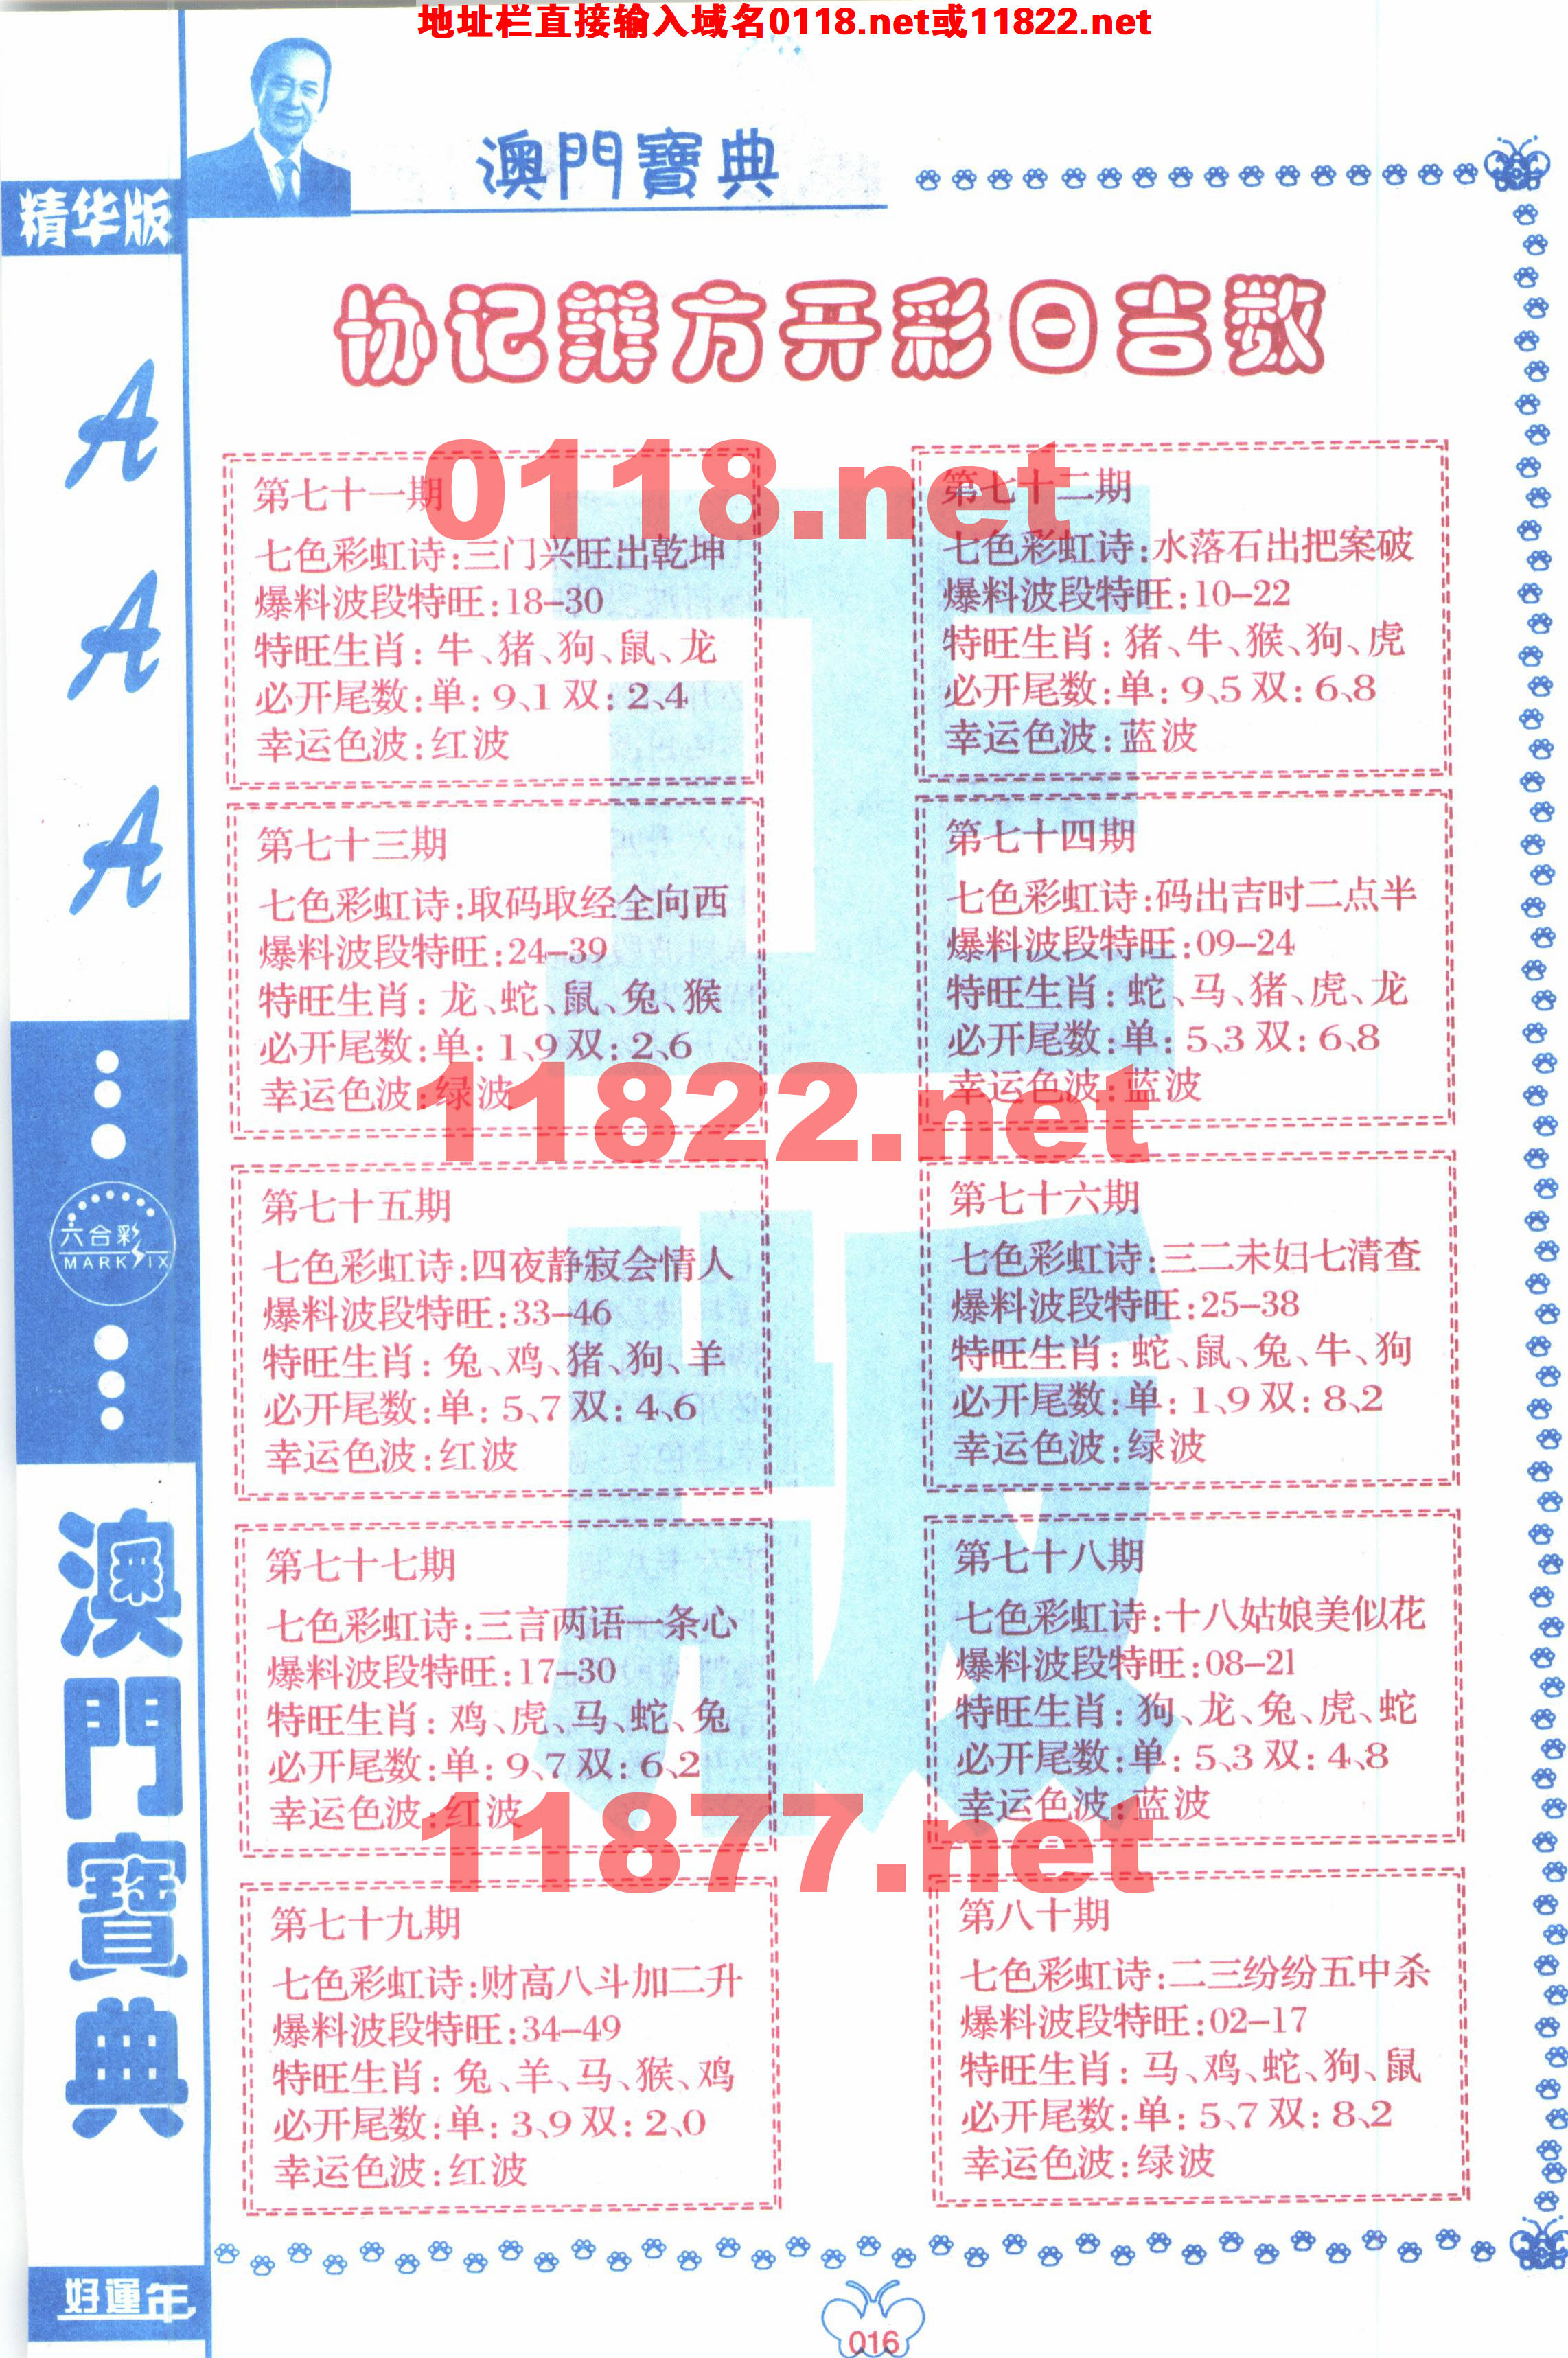 地址栏直接输入域名0118.net或11822.net
澳門寶典
精华版
协记辨方开彩日吉数
A
A
A
六合彩
MARK SIX
澳門寶典
好運年
0118.net
11822.net
11877.net
正版
第七十一期
七色彩虹诗:三门兴旺出乾坤
爆料波段特旺:18-30
特旺生肖: 牛、猪、狗、鼠、龙
必开尾数:单: 9、1 双: 2、4
幸运色波:红波
第七十二期
七色彩虹诗:水落石出把案破
爆料波段特旺:10-22
特旺生肖: 猪、牛、猴、狗、虎
必开尾数:单: 9、5 双: 6、8
幸运色波:蓝波
第七十三期
七色彩虹诗:取码取经全向西
爆料波段特旺:24-39
特旺生肖: 龙、蛇、鼠、兔、猴
必开尾数:单: 1、9 双: 2、6
幸运色波:绿波
第七十四期
七色彩虹诗:码出吉时二点半
爆料波段特旺:09-24
特旺生肖: 蛇、马、猪、虎、龙
必开尾数:单: 5、3 双: 6、8
幸运色波:蓝波
第七十五期
七色彩虹诗:四夜静寂会情人
爆料波段特旺:33-46
特旺生肖: 兔、鸡、猪、狗、羊
必开尾数:单: 5、7 双: 4、6
幸运色波:红波
第七十六期
七色彩虹诗:三二未妇七清查
爆料波段特旺:25-38
特旺生肖: 蛇、鼠、兔、牛、狗
必开尾数:单: 1、9 双: 8、2
幸运色波:绿波
第七十七期
七色彩虹诗:三言两语一条心
爆料波段特旺:17-30
特旺生肖: 鸡、虎、马、蛇、兔
必开尾数:单: 9、7 双: 6、2
幸运色波:红波
第七十八期
七色彩虹诗:十八姑娘美似花
爆料波段特旺:08-21
特旺生肖: 狗、龙、兔、虎、蛇
必开尾数:单: 5、3 双: 4、8
幸运色波:蓝波
第七十九期
七色彩虹诗:财高八斗加二升
爆料波段特旺:34-49
特旺生肖: 兔、羊、马、猴、鸡
必开尾数:单: 3、9 双: 2、0
幸运色波:红波
第八十期
七色彩虹诗:二三纷纷五中杀
爆料波段特旺:02-17
特旺生肖: 马、鸡、蛇、狗、鼠
必开尾数:单: 5、7 双: 8、2
幸运色波:绿波
016